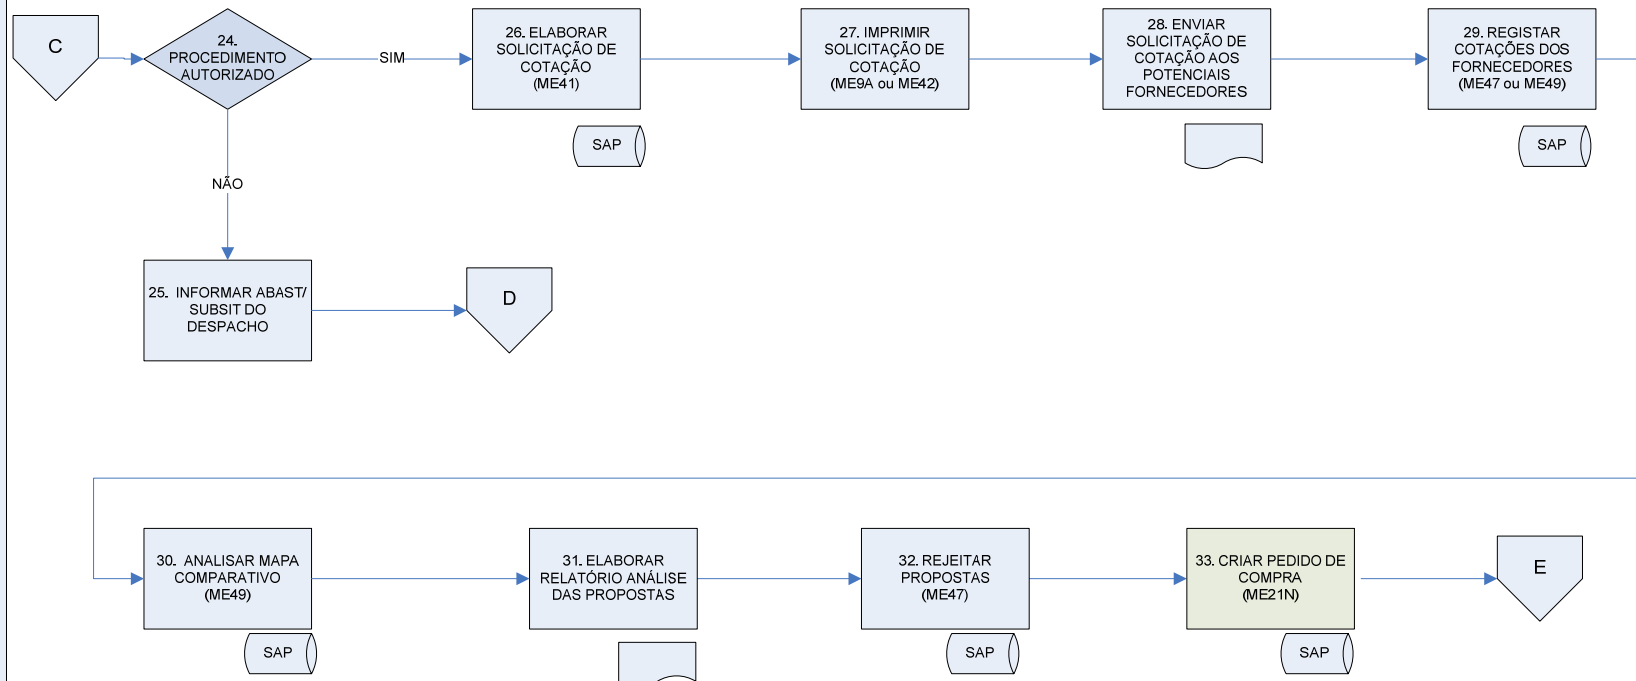 C
24.
PROCEDIMENTO
AUTORIZADO
SIM
26. ELABORAR
SOLICITAÇÃO DE
COTAÇÃO
(ME41)
SAP
27. IMPRIMIR
SOLICITAÇÃO DE
COTAÇÃO
(ME9A ou ME42)
28. ENVIAR
SOLICITAÇÃO DE
COTAÇÃO AOS
POTENCIAIS
FORNECEDORES
29. REGISTAR
COTAÇÕES DOS
FORNECEDORES
(ME47 ou ME49)
SAP
NÃO
25. INFORMAR ABAST/
SUBSIT DO
DESPACHO
D
30. ANALISAR MAPA
COMPARATIVO
(ME49)
SAP
31. ELABORAR
RELATÓRIO ANÁLISE
DAS PROPOSTAS
32. REJEITAR
PROPOSTAS
(ME47)
SAP
33. CRIAR PEDIDO DE
COMPRA
(ME21N)
SAP
E